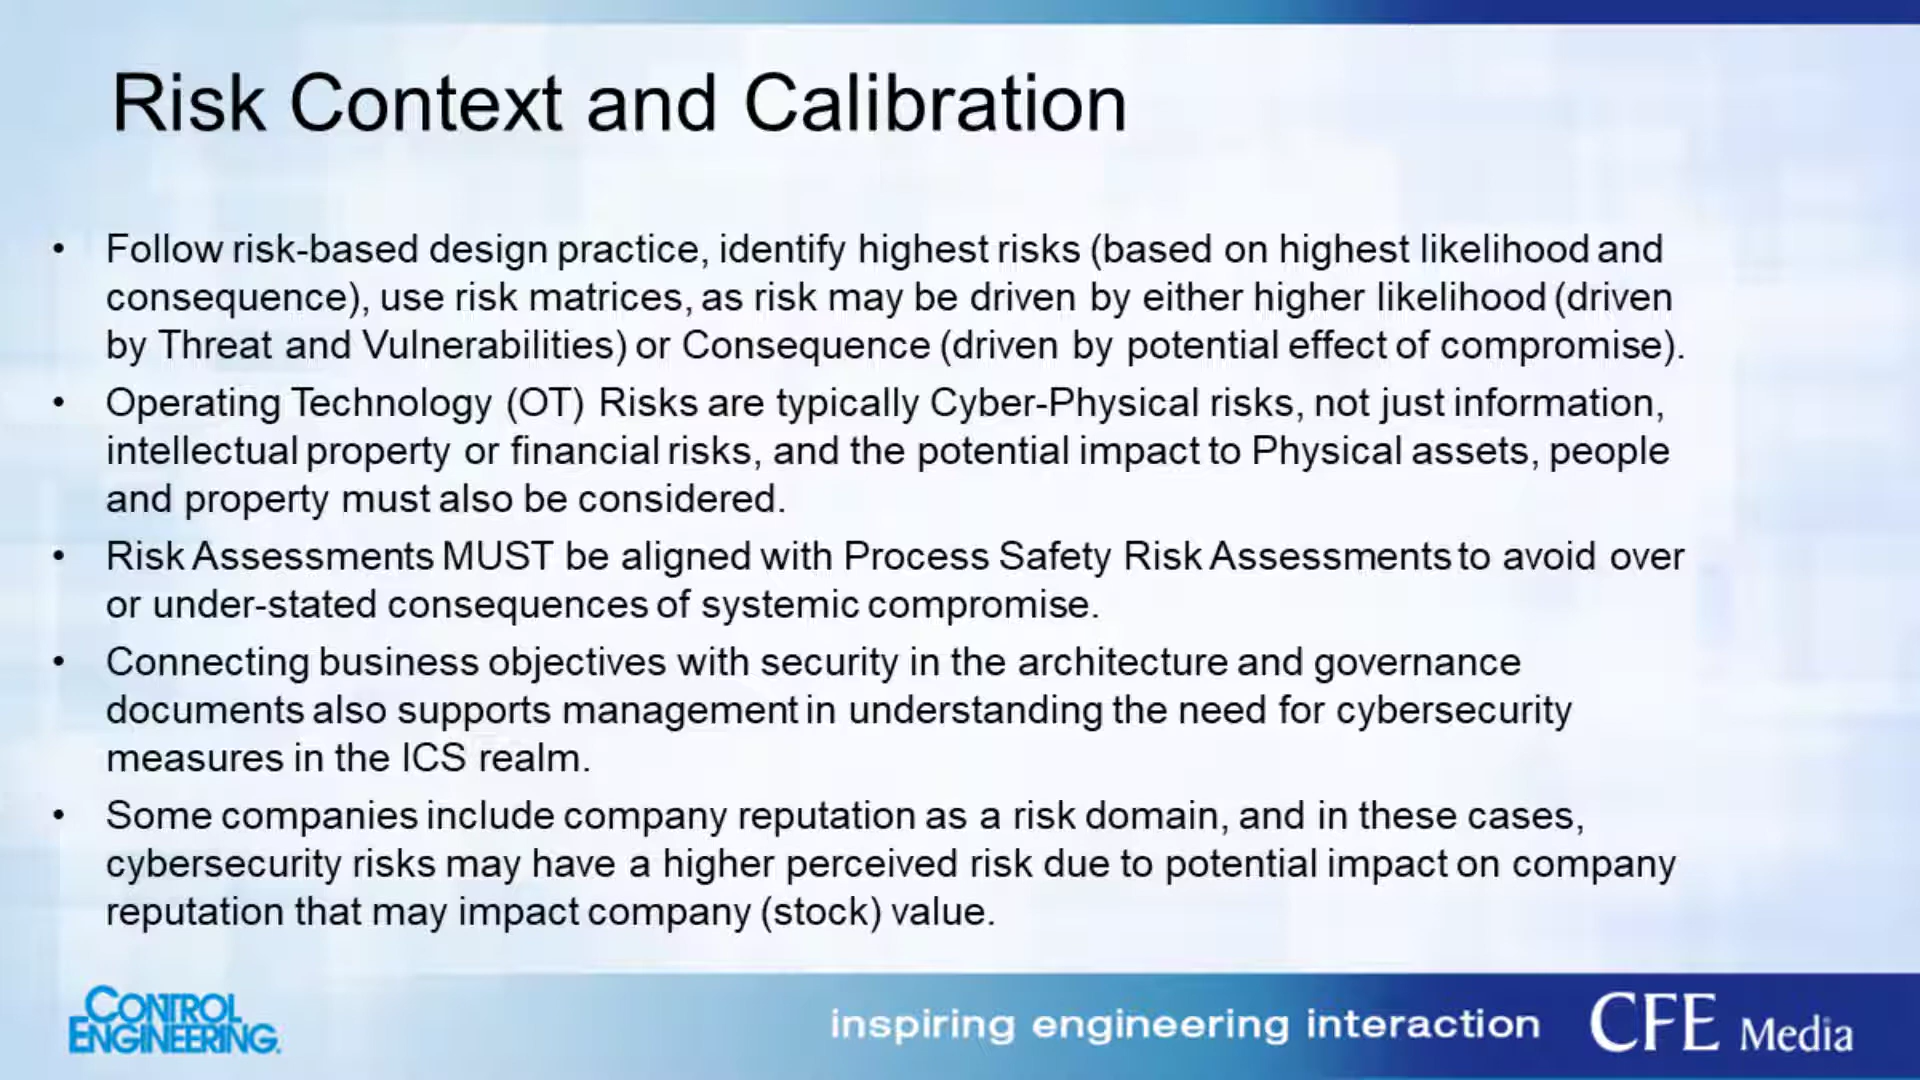 Risk Context and Calibration
• Follow risk-based design practice, identify highest risks (based on highest likelihood and
consequence), use risk matrices, as risk may be driven by either higher likelihood (driven
by Threat and Vulnerabilities) or Consequence (driven by potential effect of compromise).
• Operating Technology (OT) Risks are typically Cyber-Physical risks, not just information,
intellectual property or financial risks, and the potential impact to Physical assets, people
and property must also be considered.
• Risk Assessments MUST be aligned with Process Safety Risk Assessments to avoid over
or under-stated consequences of systemic compromise.
• Connecting business objectives with security in the architecture and governance
documents also supports management in understanding the need for cybersecurity
measures in the ICS realm.
• Some companies include company reputation as a risk domain, and in these cases,
cybersecurity risks may have a higher perceived risk due to potential impact on company
reputation that may impact company (stock) value.
CONTROL
ENGINEERING.
inspiring engineering interaction
CFE Media